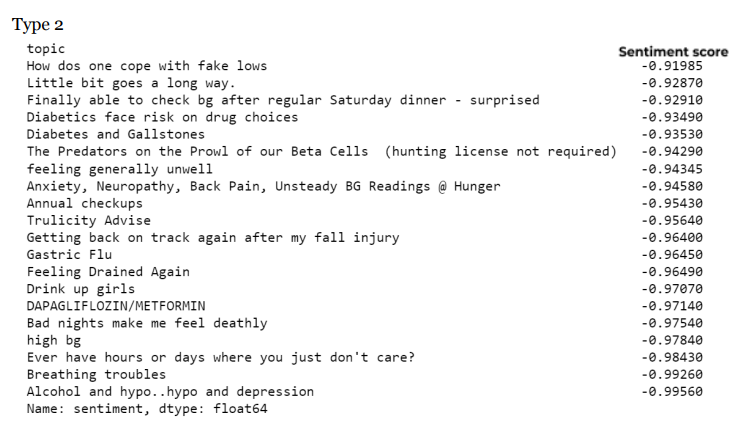 Type 2
topic Sentiment score
How dos one cope with fake lows -0.91985
Little bit goes a long way. -0.92870
Finally able to check bg after regular Saturday dinner - surprised -0.92910
Diabetics face risk on drug choices -0.93490
Diabetes and Gallstones -0.93530
The Predators on the Prowl of our Beta Cells (hunting license not required) -0.94290
feeling generally unwell -0.94345
Anxiety, Neuropathy, Back Pain, Unsteady BG Readings @ Hunger -0.94580
Annual checkups -0.95430
Trulicity Advise -0.95640
Getting back on track again after my fall injury -0.96400
Gastric Flu -0.96450
Feeling Drained Again -0.96490
Drink up girls -0.97070
DAPAGLIFLOZIN/METFORMIN -0.97140
Bad nights make me feel deathly -0.97540
high bg -0.97840
Ever have hours or days where you just don't care? -0.98430
Breathing troubles -0.99260
Alcohol and hypo..hypo and depression -0.99560
Name: sentiment, dtype: float64